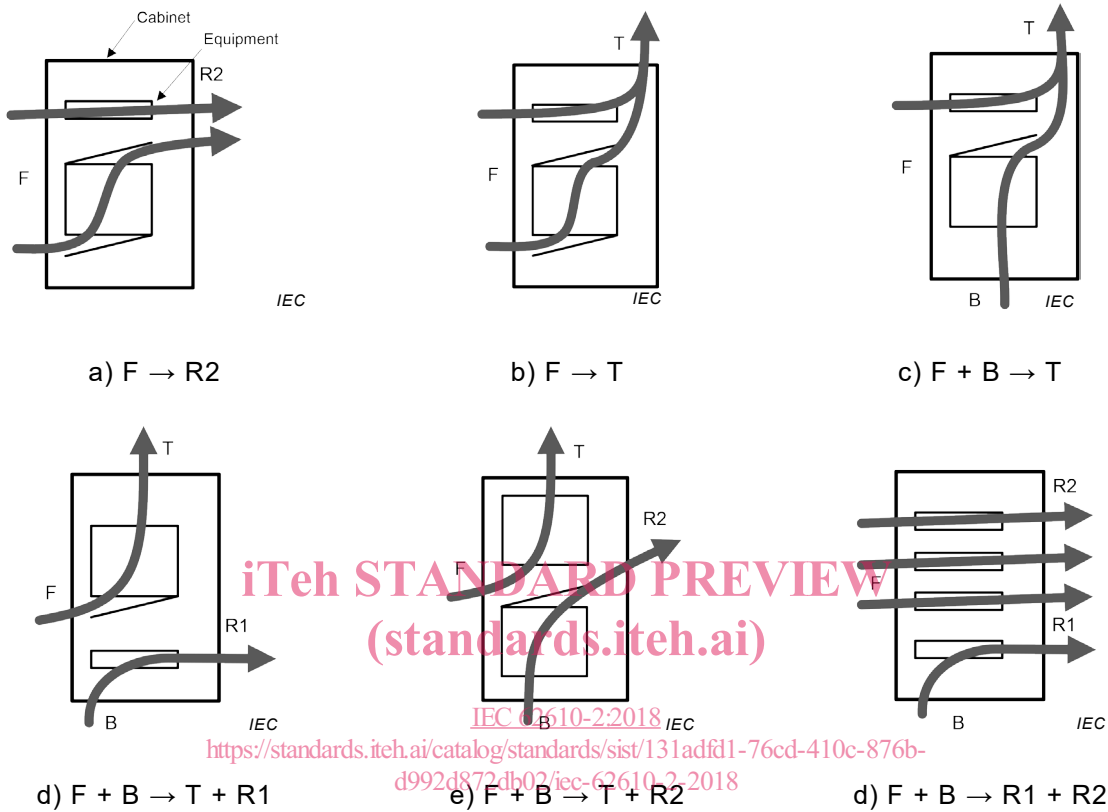 Cabinet
Equipment
R2
F
IEC
a) F → R2
T
F
IEC
b) F → T
T
F
B
IEC
c) F + B → T
T
F
R1
B
IEC
d) F + B → T + R1
T
R2
F
B
IEC
e) F + B → T + R2
R2
F
R1
B
IEC
d) F + B → R1 + R2
iTeh STANDARD PREVIEW
(standards.iteh.ai)
IEC 62610-2:2018
https://standards.iteh.ai/catalog/standards/sist/131adfd1-76cd-410c-876b-
d992d872db02/iec-62610-2-2018